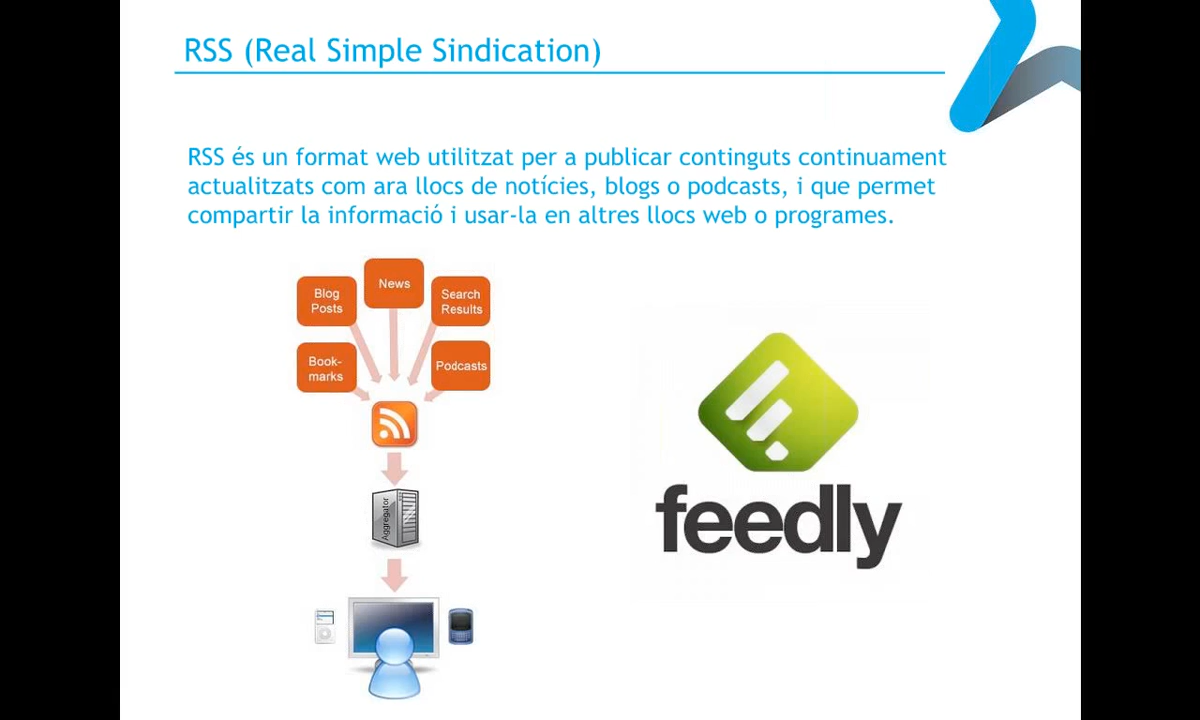 RSS (Real Simple Sindication)
RSS és un format web utilitzat per a publicar continguts continuament
actualitzats com ara llocs de notícies, blogs o podcasts, i que permet
compartir la informació i usar-la en altres llocs web o programes.
News
Blog
Posts
Search
Results
Book-
marks
Podcasts
Aggregator
feedly